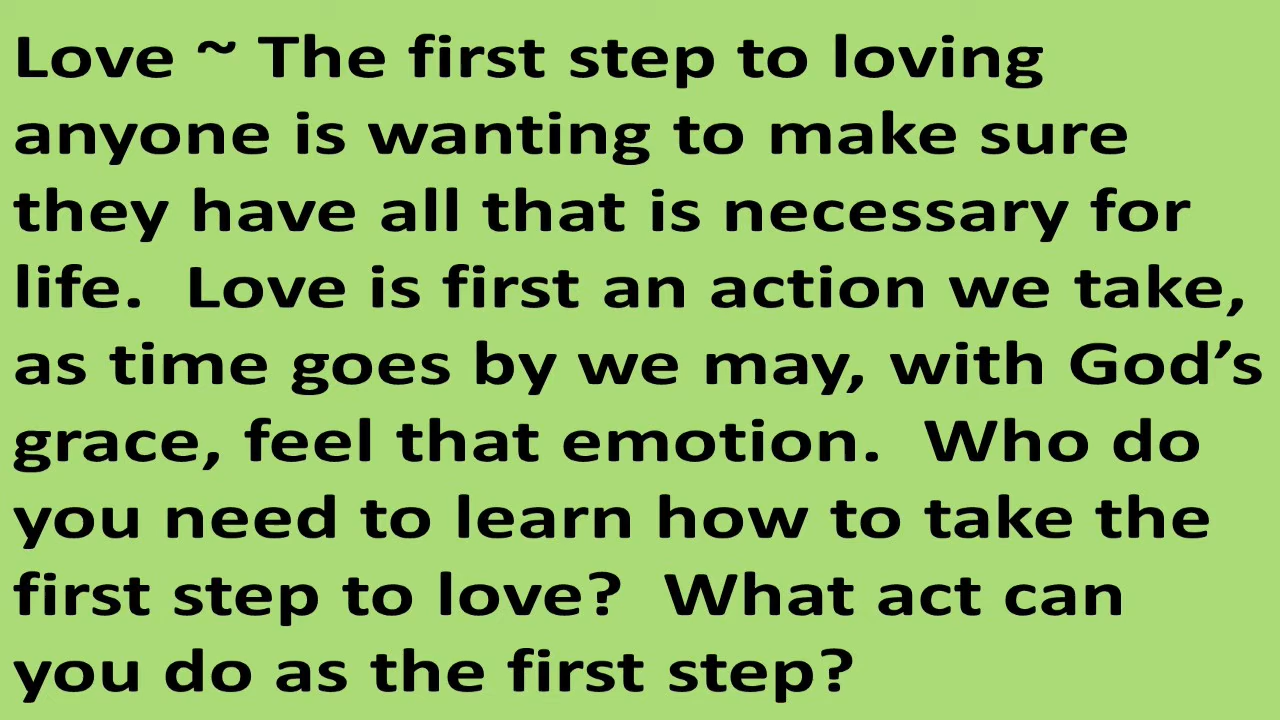 Love ~ The first step to loving
anyone is wanting to make sure
they have all that is necessary for
life.  Love is first an action we take,
as time goes by we may, with God’s
grace, feel that emotion.  Who do
you need to learn how to take the
first step to love?  What act can
you do as the first step?